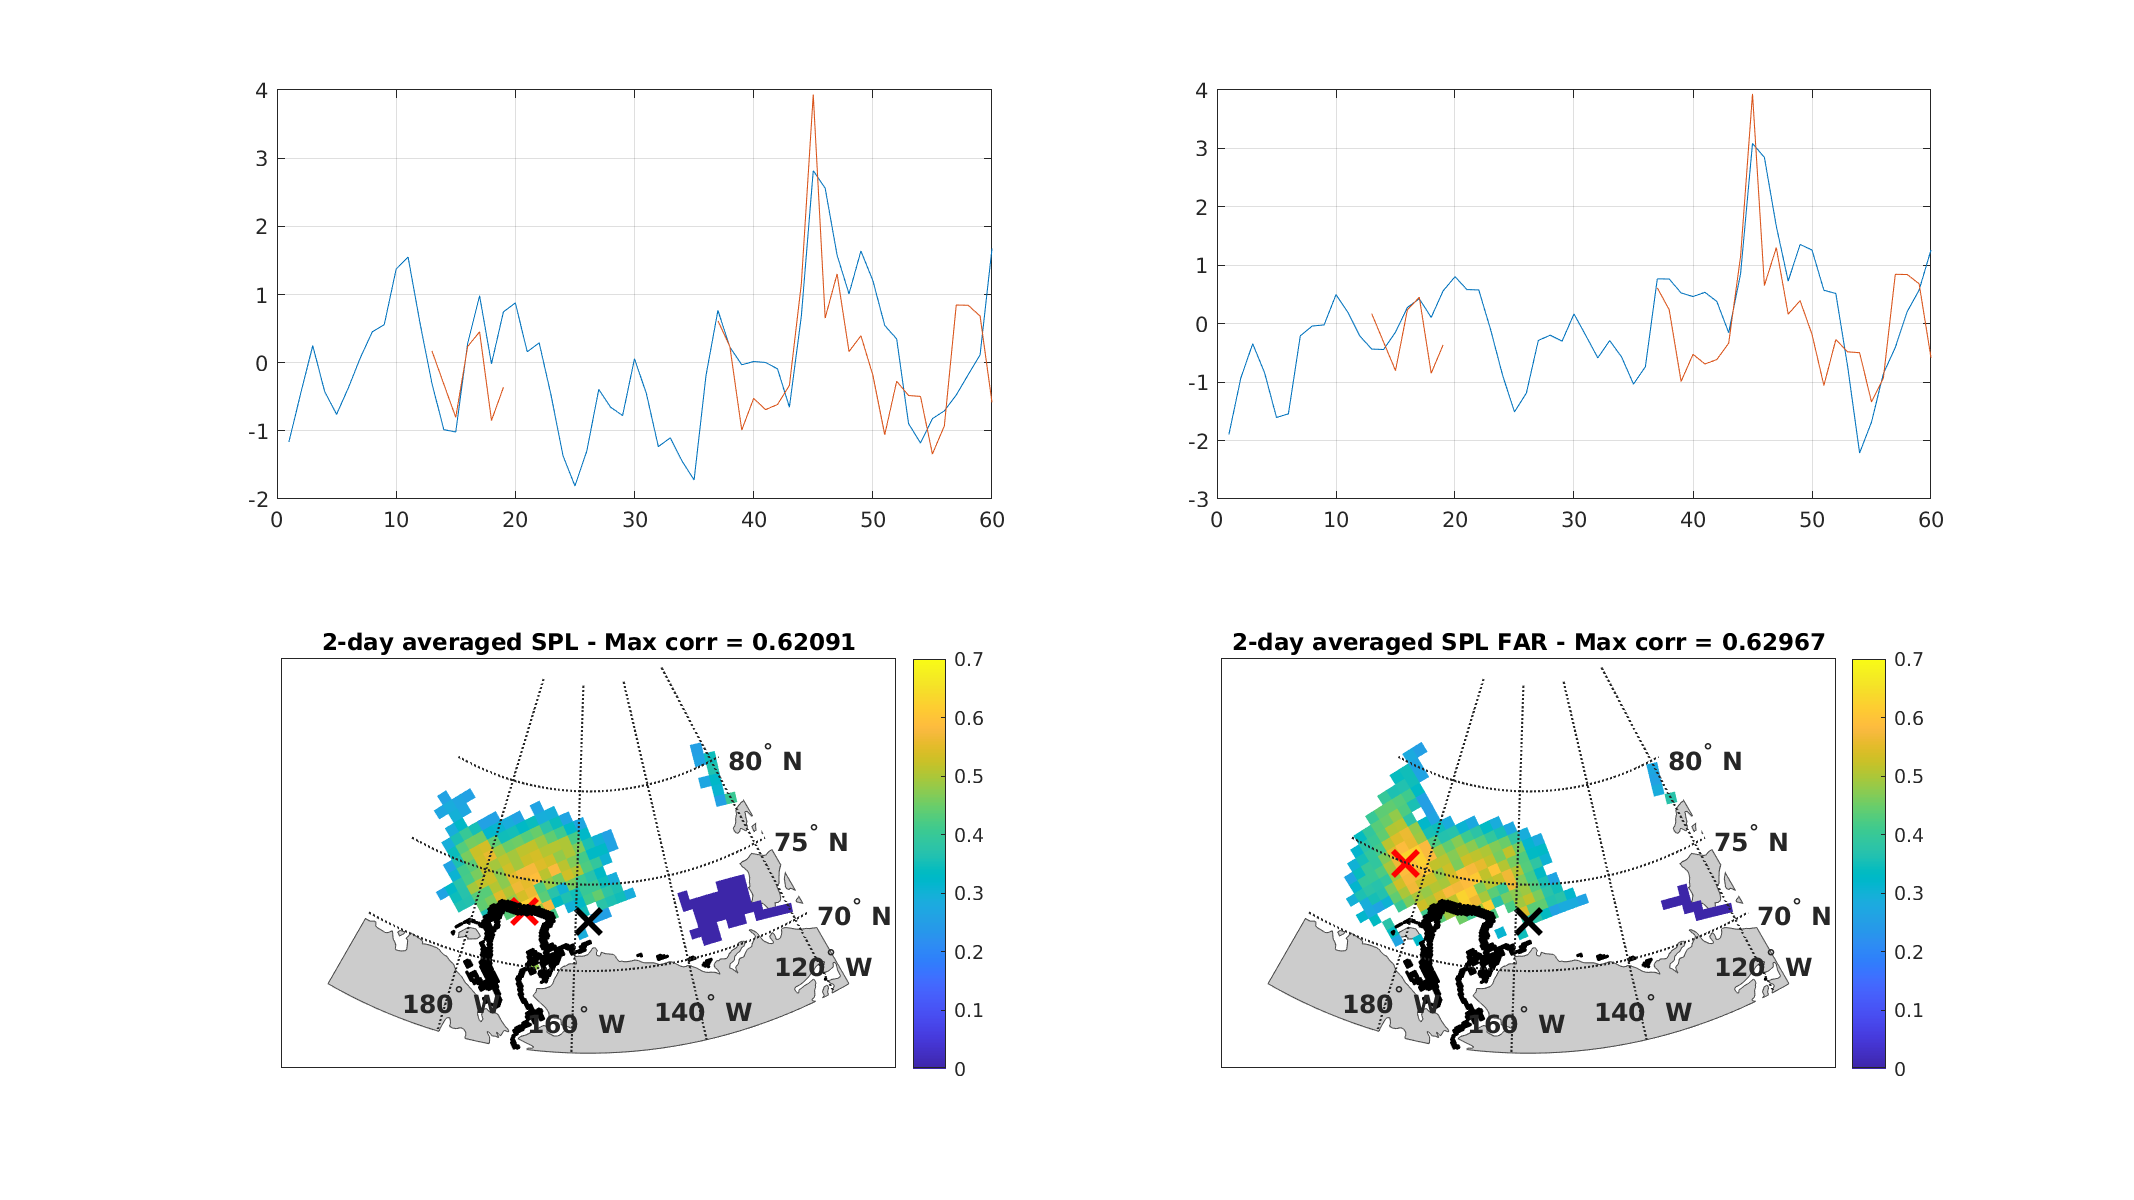 4
3
2
1
0
-1
-2
0 10 20 30 40 50 60
4
3
2
1
0
-1
-2
-3
0 10 20 30 40 50 60
2-day averaged SPL - Max corr = 0.62091
80° N
75° N
70° N
120° W
180° W
160° W
140° W
0.7
0.6
0.5
0.4
0.3
0.2
0.1
0
2-day averaged SPL FAR - Max corr = 0.62967
80° N
75° N
70° N
120° W
180° W
160° W
140° W
0.7
0.6
0.5
0.4
0.3
0.2
0.1
0